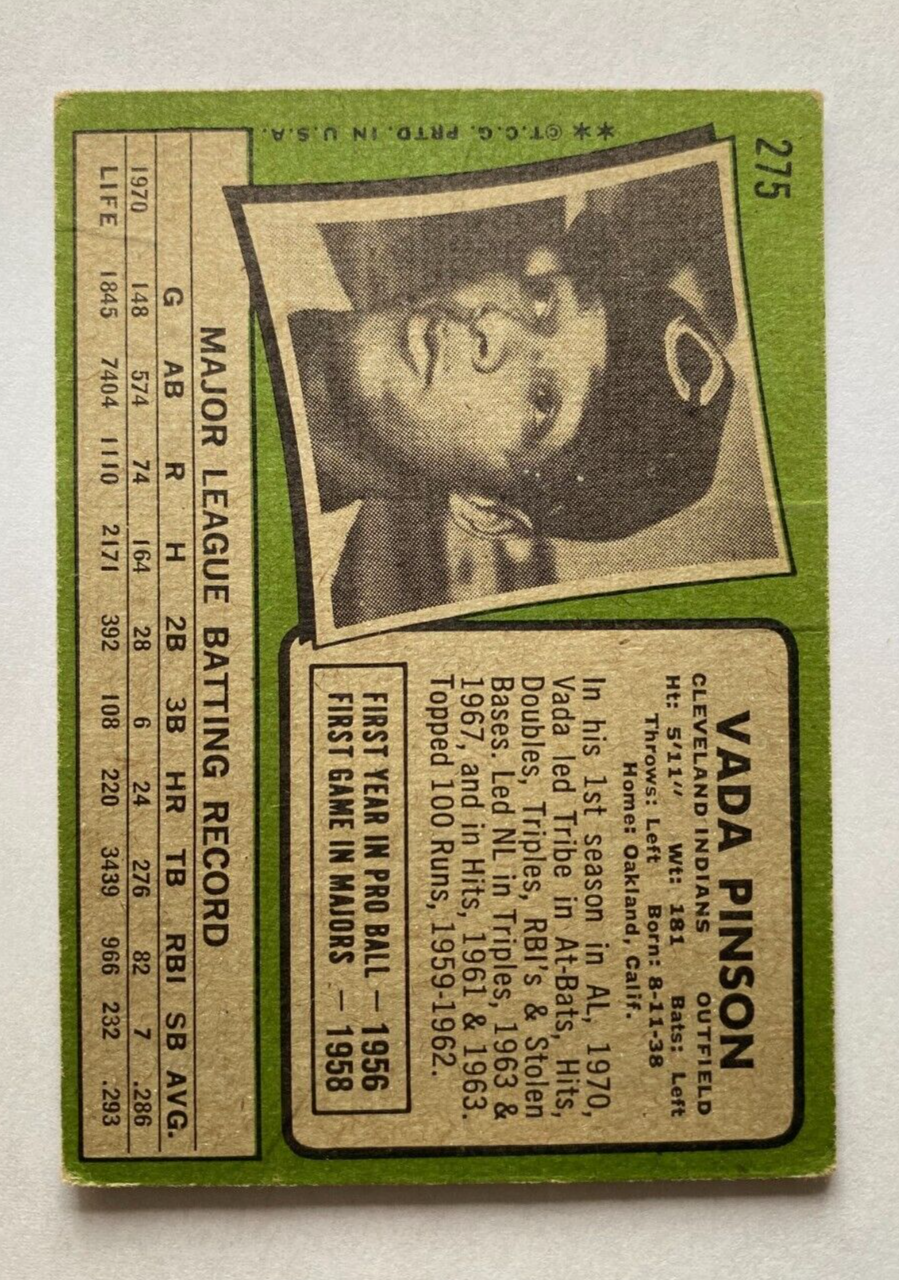 275
**©T.C.G. PRTD. IN U.S.A.
C
VADA PINSON
CLEVELAND INDIANS OUTFIELD
Ht: 5'11" Wt: 181 Bats: Left
Throws: Left Born: 8-11-38
Home: Oakland, Calif.
In his 1st season in AL, 1970,
Vada led Tribe in At-Bats, Hits,
Doubles, Triples, RBI's & Stolen
Bases. Led NL in Triples, 1963 &
1967, and in Hits, 1961 & 1963.
Topped 100 Runs, 1959-1962.
FIRST YEAR IN PRO BALL — 1956
FIRST GAME IN MAJORS — 1958
MAJOR LEAGUE BATTING RECORD
G AB R H 2B 3B HR TB RBI SB AVG.
1970 148 574 74 164 28 6 24 276 82 7 .286
LIFE 1845 7404 1110 2171 392 108 220 3439 966 232 .293